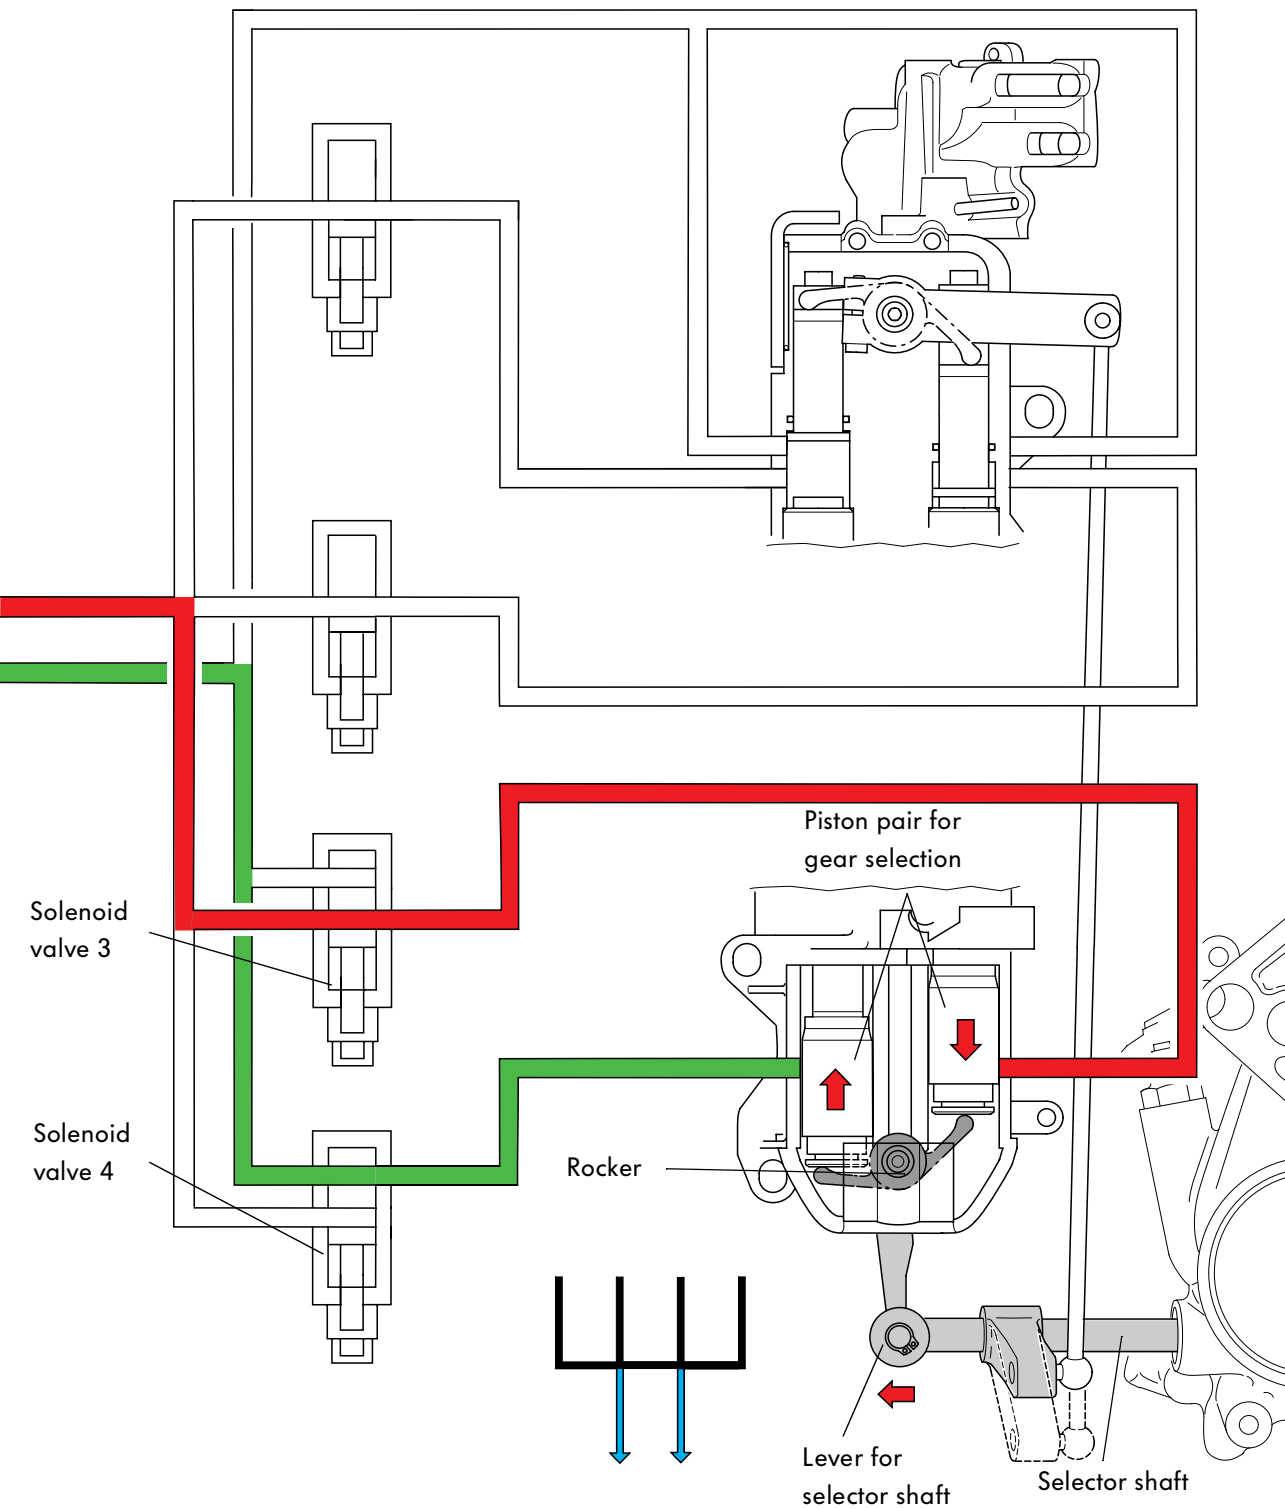 Piston pair for
gear selection
Solenoid
valve 3
Solenoid
valve 4
Rocker
Lever for
selector shaft
Selector shaft